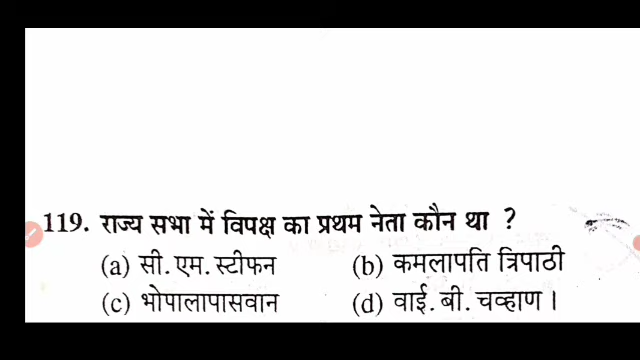 119. राज्य सभा में विपक्ष का प्रथम नेता कौन था ?
(a) सी. एम. स्टीफन (b) कमलापति त्रिपाठी
(c) भोपालापासवान (d) वाई. बी. चव्हाण ।